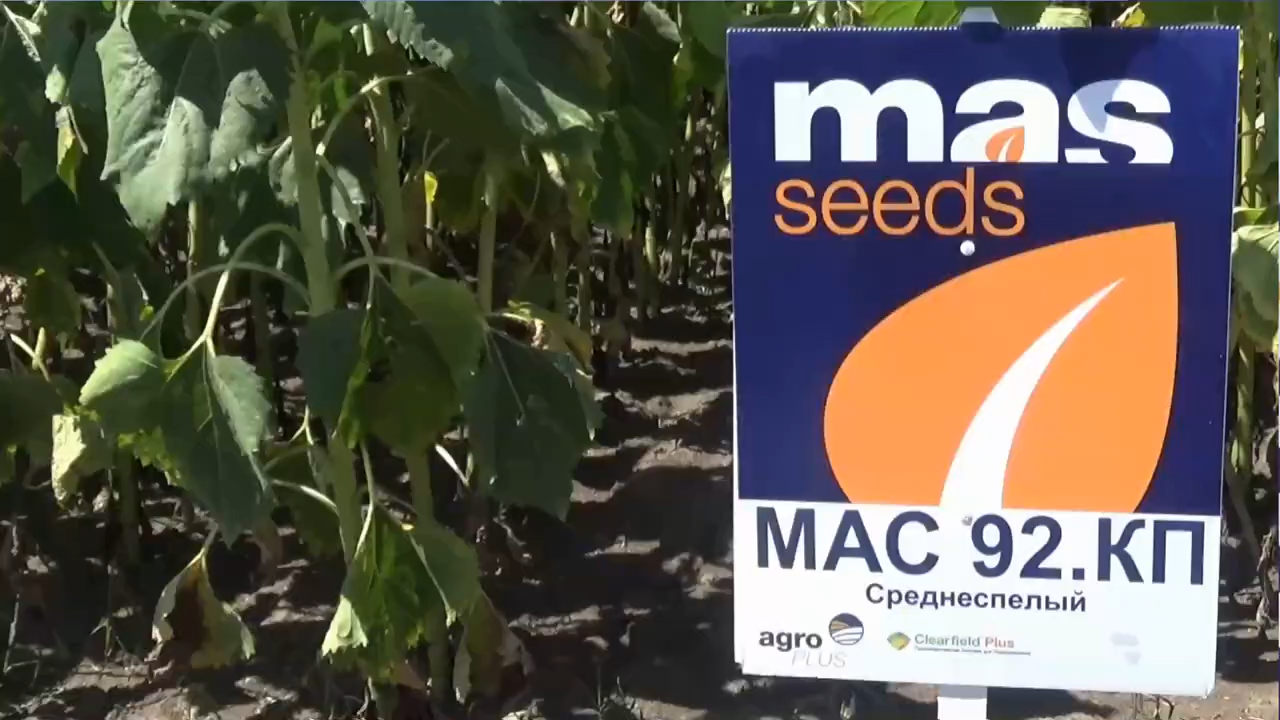 mas
seeds
МАС 92.КП
Среднеспелый
agro
PLUS
Clearfield Plus